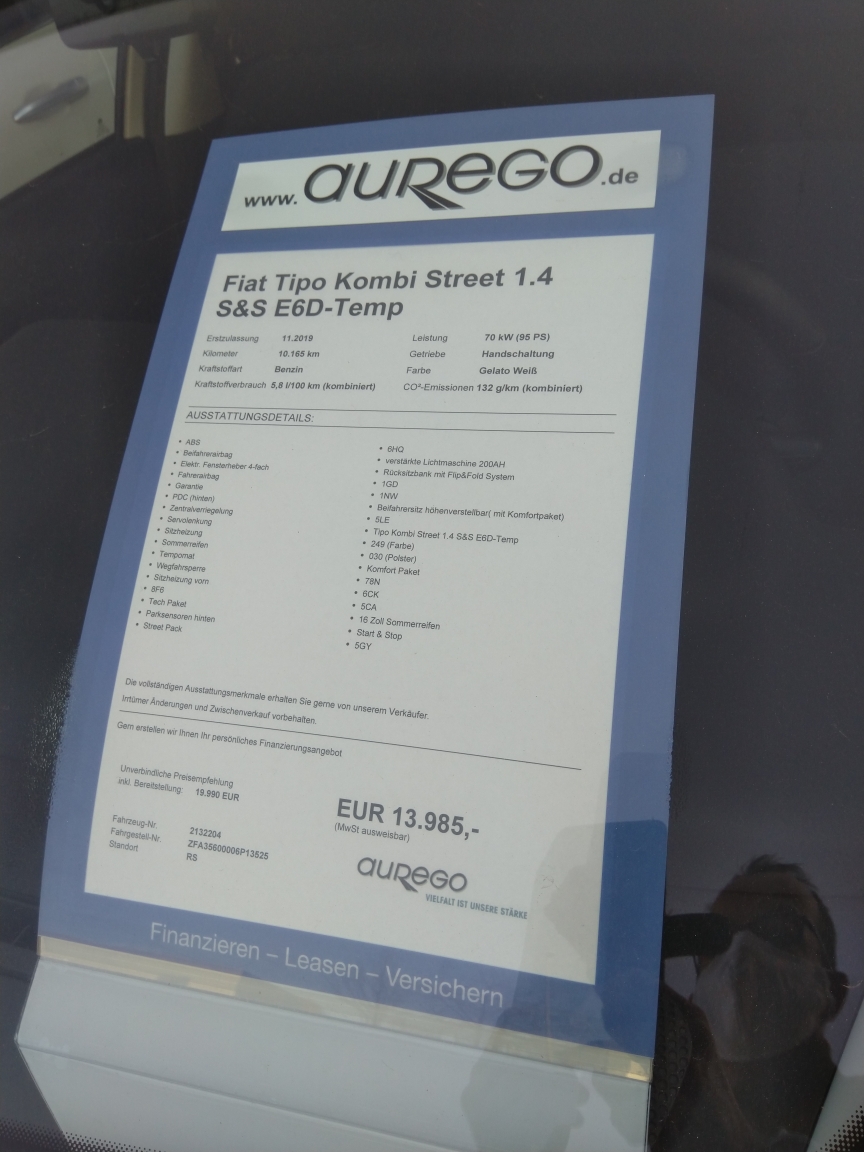 www.aurego.de
Fiat Tipo Kombi Street 1.4
S&S E6D-Temp
Erstzulassung 11.2019
Kilometer 10.165 km
Kraftstoffart Benzin
Kraftstoffverbrauch 5,8 l/100 km (kombiniert)
Leistung 70 kW (95 PS)
Getriebe Handschaltung
Farbe Gelato Weiß
CO²-Emissionen 132 g/km (kombiniert)
AUSSTATTUNGSDETAILS:
• ABS
• Beifahrerairbag
• Elektr. Fensterheber 4-fach
• Fahrerairbag
• Garantie
• PDC (hinten)
• Zentralverriegelung
• Servolenkung
• Sitzheizung
• Sommerreifen
• Tempomat
• Wegfahrsperre
• Sitzheizung vorn
• 8F6
• Tech Paket
• Parksensoren hinten
• Street Pack
• 6HQ
• verstärkte Lichtmaschine 200AH
• Rücksitzbank mit Flip&Fold System
• 1GD
• 1NW
• Beifahrersitz höhenverstellbar( mit Komfortpaket)
• 5LE
• Tipo Kombi Street 1.4 S&S E6D-Temp
• 249 (Farbe)
• 030 (Polster)
• Komfort Paket
• 78N
• 6CK
• 5CA
• 16 Zoll Sommerreifen
• Start & Stop
• 5GY
Die vollständigen Ausstattungsmerkmale erhalten Sie gerne von unserem Verkäufer.
Irrtümer Änderungen und Zwischenverkauf vorbehalten.
Gern erstellen wir Ihnen Ihr persönliches Finanzierungsangebot
Unverbindliche Preisempfehlung
inkl. Bereitstellung: 19.990 EUR
EUR 13.985,-
(MwSt ausweisbar)
Fahrzeug-Nr. 2132204
Fahrgestell-Nr. ZFA35600006P13525
Standort RS
aurego
VIELFALT IST UNSERE STÄRKE
Finanzieren – Leasen – Versichern